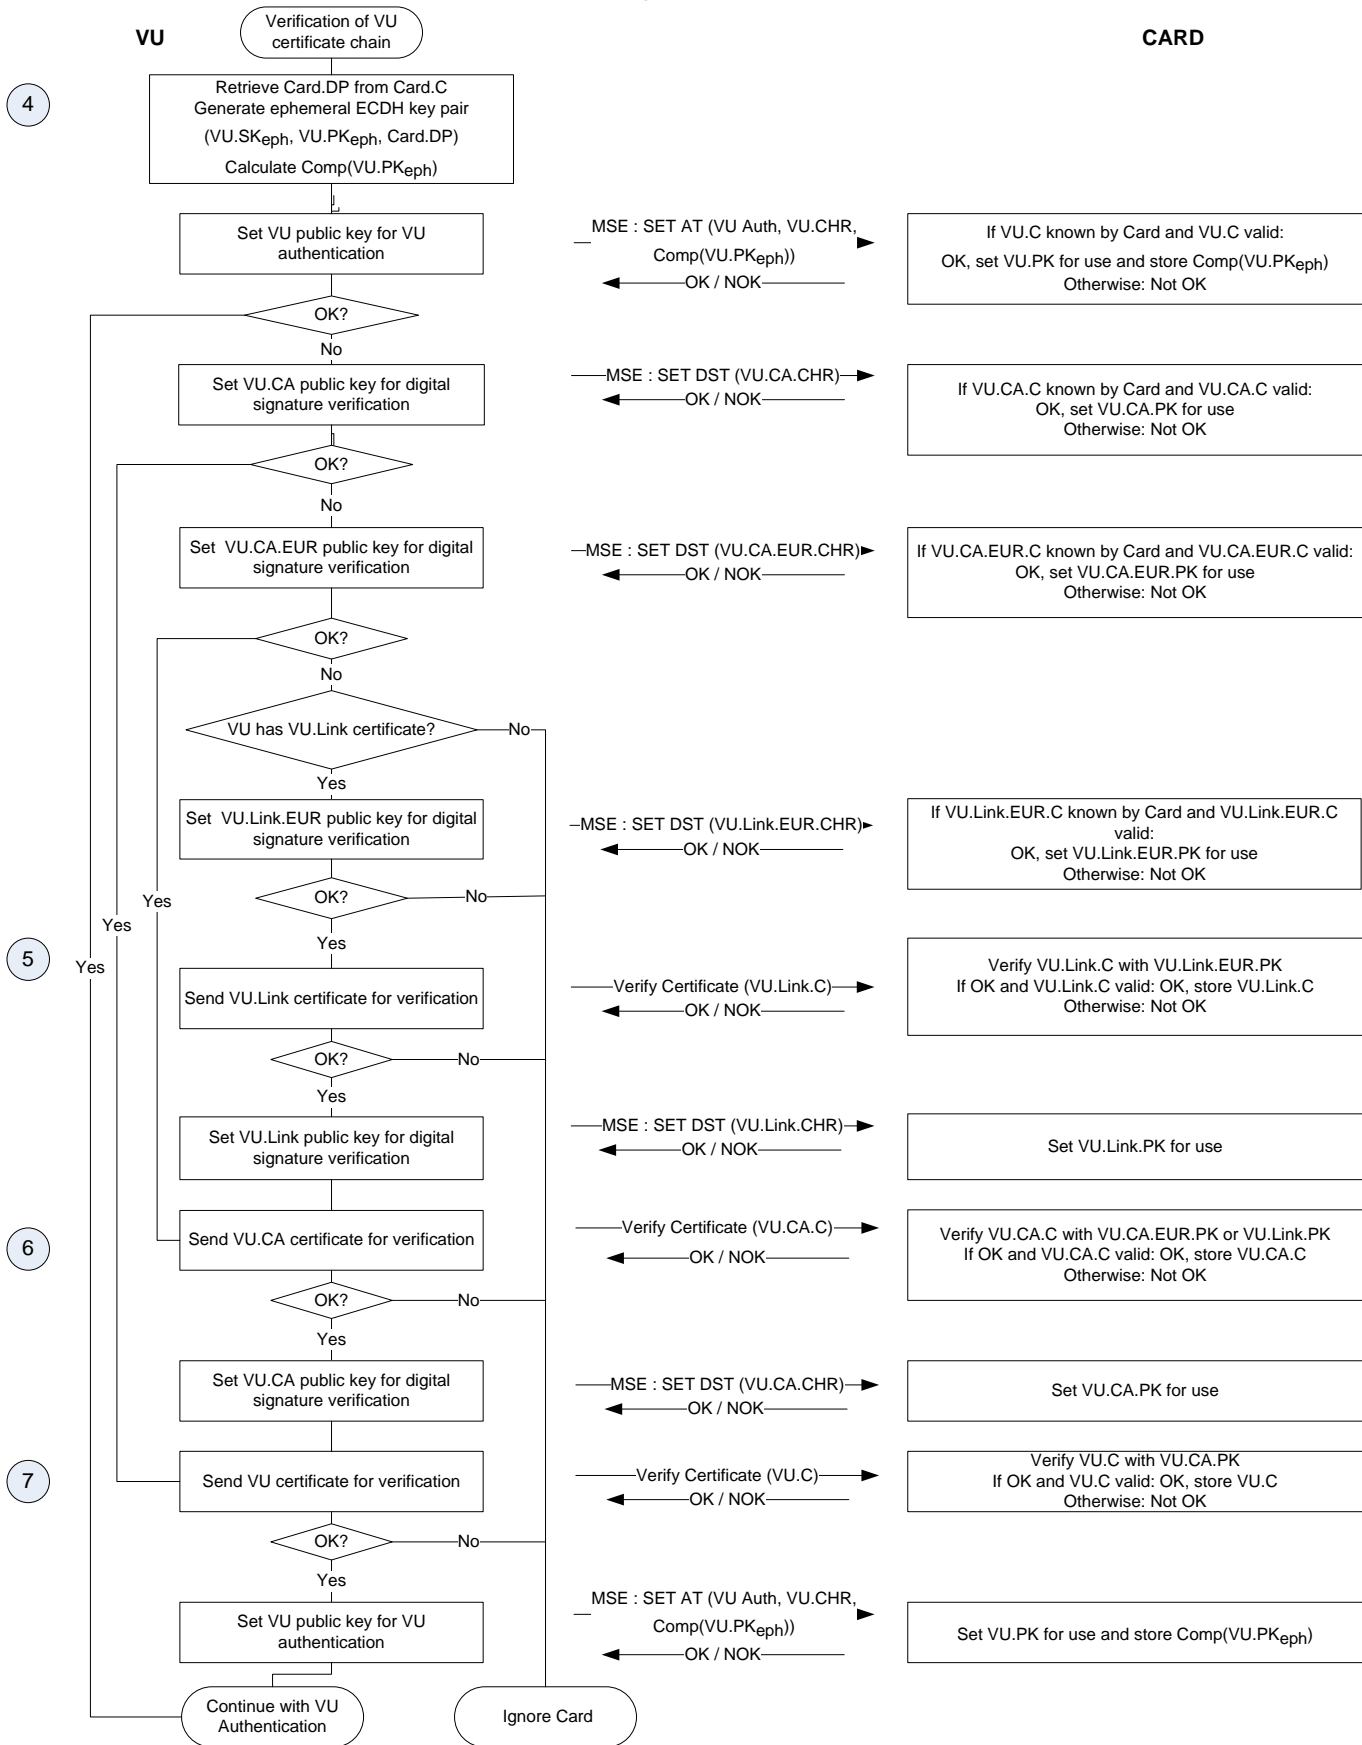 Verification of VU
certificate chain
VU
CARD
4
Retrieve Card.DP from Card.C
Generate ephemeral ECDH key pair
(VU.SKeph, VU.PKeph, Card.DP)
Calculate Comp(VU.PKeph)
Set VU public key for VU
authentication
MSE : SET AT (VU Auth, VU.CHR,
Comp(VU.PKeph))
OK / NOK
If VU.C known by Card and VU.C valid:
OK, set VU.PK for use and store Comp(VU.PKeph)
Otherwise: Not OK
OK?
No
Set VU.CA public key for digital
signature verification
MSE : SET DST (VU.CA.CHR)
OK / NOK
If VU.CA.C known by Card and VU.CA.C valid:
OK, set VU.CA.PK for use
Otherwise: Not OK
OK?
No
Set  VU.CA.EUR public key for digital
signature verification
MSE : SET DST (VU.CA.EUR.CHR)
OK / NOK
If VU.CA.EUR.C known by Card and VU.CA.EUR.C valid:
OK, set VU.CA.EUR.PK for use
Otherwise: Not OK
OK?
No
VU has VU.Link certificate?
No
Yes
Set  VU.Link.EUR public key for digital
signature verification
MSE : SET DST (VU.Link.EUR.CHR)
OK / NOK
If VU.Link.EUR.C known by Card and VU.Link.EUR.C
valid:
OK, set VU.Link.EUR.PK for use
Otherwise: Not OK
OK?
No
Yes
Yes
Yes
Yes
5
Send VU.Link certificate for verification
Verify Certificate (VU.Link.C)
OK / NOK
Verify VU.Link.C with VU.Link.EUR.PK
If OK and VU.Link.C valid: OK, store VU.Link.C
Otherwise: Not OK
OK?
No
Yes
Set VU.Link public key for digital
signature verification
MSE : SET DST (VU.Link.CHR)
OK / NOK
Set VU.Link.PK for use
6
Send VU.CA certificate for verification
Verify Certificate (VU.CA.C)
OK / NOK
Verify VU.CA.C with VU.CA.EUR.PK or VU.Link.PK
If OK and VU.CA.C valid: OK, store VU.CA.C
Otherwise: Not OK
OK?
No
Yes
Set VU.CA public key for digital
signature verification
MSE : SET DST (VU.CA.CHR)
OK / NOK
Set VU.CA.PK for use
7
Send VU certificate for verification
Verify Certificate (VU.C)
OK / NOK
Verify VU.C with VU.CA.PK
If OK and VU.C valid: OK, store VU.C
Otherwise: Not OK
OK?
No
Yes
Set VU public key for VU
authentication
MSE : SET AT (VU Auth, VU.CHR,
Comp(VU.PKeph))
OK / NOK
Set VU.PK for use and store Comp(VU.PKeph)
Continue with VU
Authentication
Ignore Card